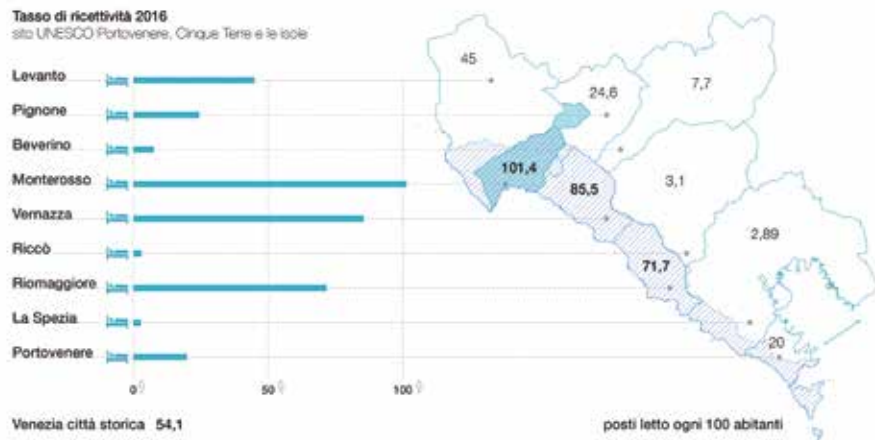 Tasso di ricettività 2016
sito UNESCO Portovenere, Cinque Terre e le isole
Levanto
Pignone
Beverino
Monterosso
Vernazza
Riccò
Riomaggiore
La Spezia
Portovenere
0
50
100
45
24,6
7,7
101,4
85,5
3,1
71,7
2,89
20
Venezia città storica 54,1
posti letto ogni 100 abitanti